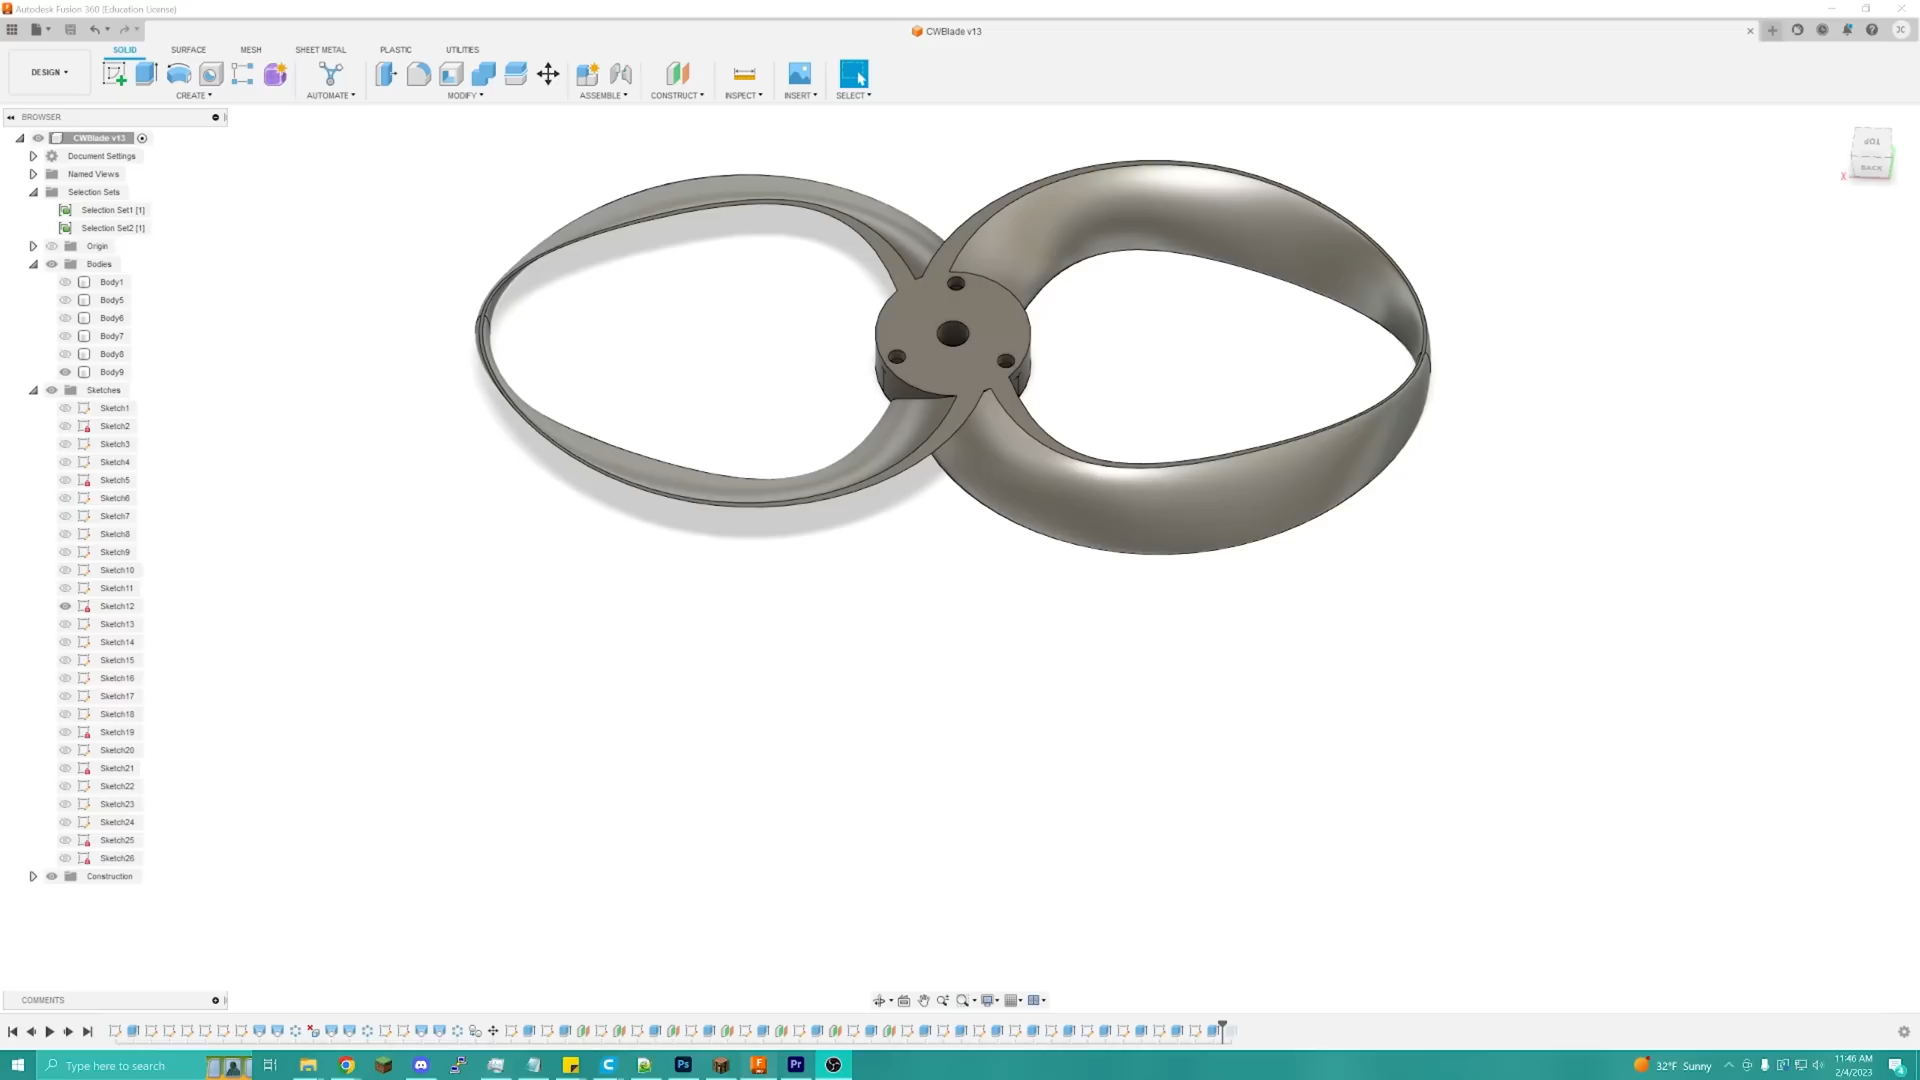 Autodesk Fusion 360 (Education License)
CWBlade v13
JC
SOLID
SURFACE
MESH
SHEET METAL
PLASTIC
UTILITIES
DESIGN
CREATE
AUTOMATE
MODIFY
ASSEMBLE
CONSTRUCT
INSPECT
INSERT
SELECT
BROWSER
CWBlade v13
Document Settings
Named Views
Selection Sets
Selection Set1 [1]
Selection Set2 [1]
Origin
Bodies
Body1
Body5
Body6
Body7
Body8
Body9
Sketches
Sketch1
Sketch2
Sketch3
Sketch4
Sketch5
Sketch6
Sketch7
Sketch8
Sketch9
Sketch10
Sketch11
Sketch12
Sketch13
Sketch14
Sketch15
Sketch16
Sketch17
Sketch18
Sketch19
Sketch20
Sketch21
Sketch22
Sketch23
Sketch24
Sketch25
Sketch26
Construction
TOP
BACK
X
COMMENTS
Type here to search
Ps
Pr
32°F Sunny
11:46 AM
2/4/2023